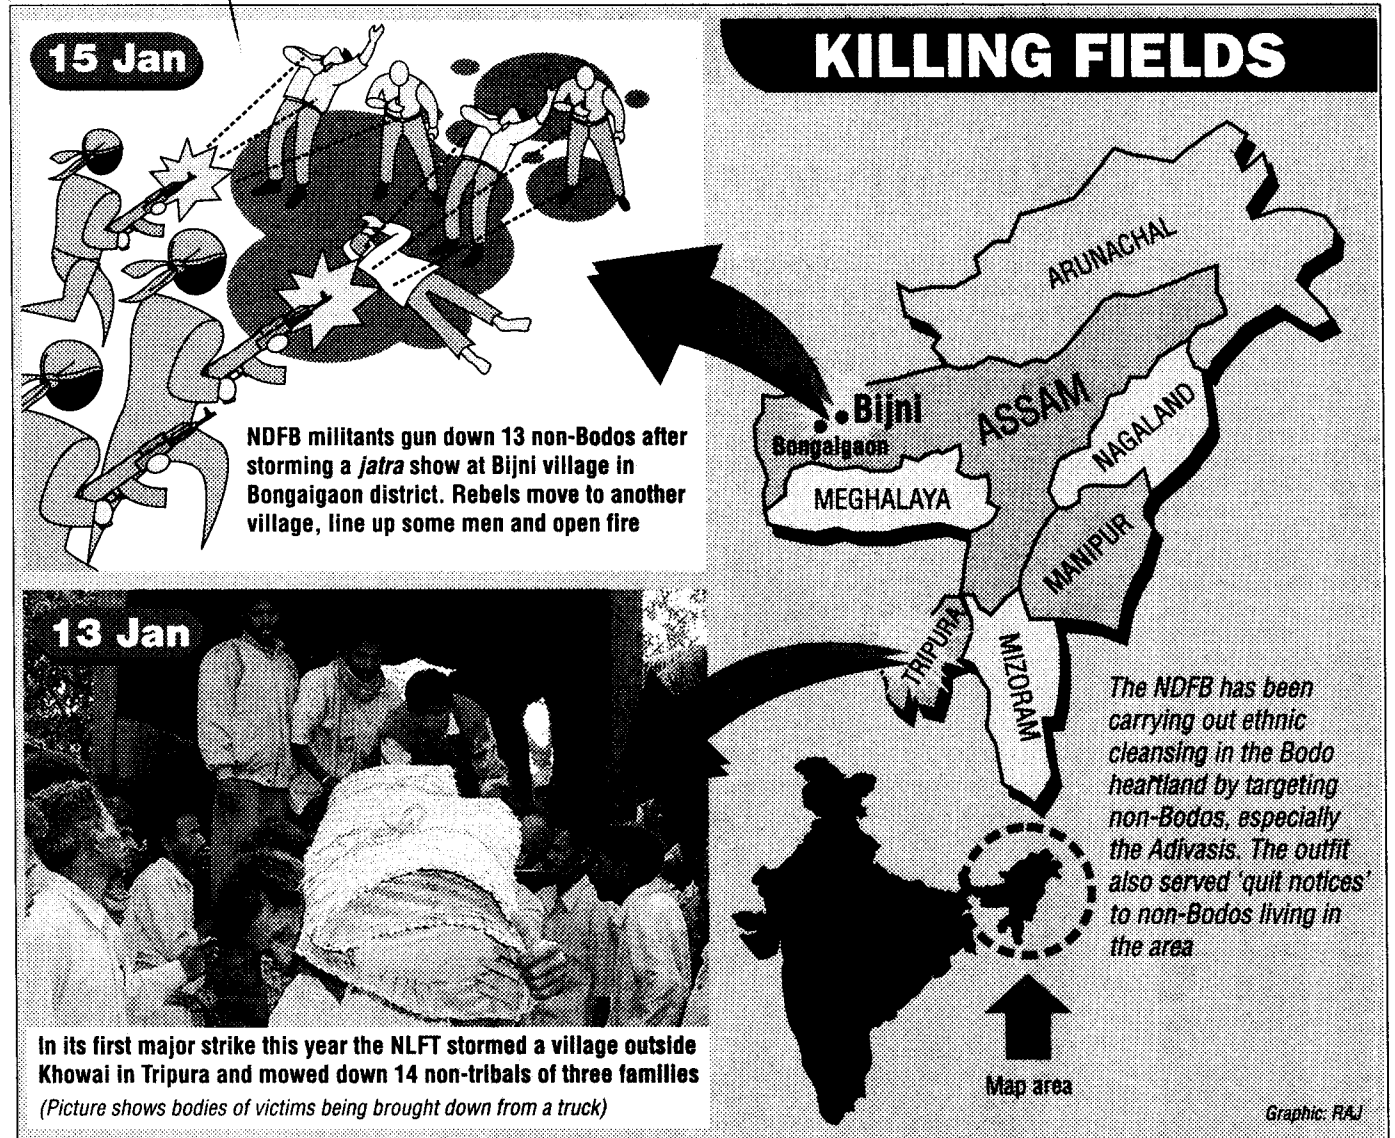 KILLING FIELDS
15 Jan
NDFB militants gun down 13 non-Bodos after
storming a jatra show at Bijni village in
Bongaigaon district. Rebels move to another
village, line up some men and open fire
ARUNACHAL
ASSAM
Bijni
Bongaigaon
NAGALAND
MEGHALAYA
MANIPUR
TRIPURA
MIZORAM
13 Jan
In its first major strike this year the NLFT stormed a village outside
Khowai in Tripura and mowed down 14 non-tribals of three families
(Picture shows bodies of victims being brought down from a truck)
The NDFB has been
carrying out ethnic
cleansing in the Bodo
heartland by targeting
non-Bodos, especially
the Adivasis. The outfit
also served 'quit notices'
to non-Bodos living in
the area
Map area
Graphic: RAJ